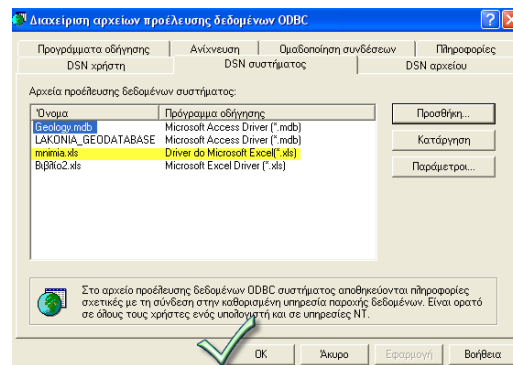 Διαχείριση αρχείων προέλευσης δεδομένων ODBC
Προγράμματα οδήγησης Ανίχνευση Ομαδοποίηση συνδέσεων Πληροφορίες
DSN χρήστη DSN συστήματος DSN αρχείου
Αρχεία προέλευσης δεδομένων συστήματος:
Όνομα Πρόγραμμα οδήγησης
Geology.mdb Microsoft Access Driver (*.mdb)
LAKONIA_GEODATABASE Microsoft Access Driver (*.mdb)
mnimia.xls Driver do Microsoft Excel(*.xls)
Βιβλίο2.xls Microsoft Excel Driver (*.xls)
Προσθήκη...
Κατάργηση
Παράμετροι...
Στο αρχείο προέλευσης δεδομένων ODBC συστήματος αποθηκεύονται πληροφορίες
σχετικές με τη σύνδεση στην καθορισμένη υπηρεσία παροχής δεδομένων. Είναι ορατό
σε όλους τους χρήστες ενός υπολογιστή και σε υπηρεσίες NT.
OK Άκυρο Εφαρμογή Βοήθεια